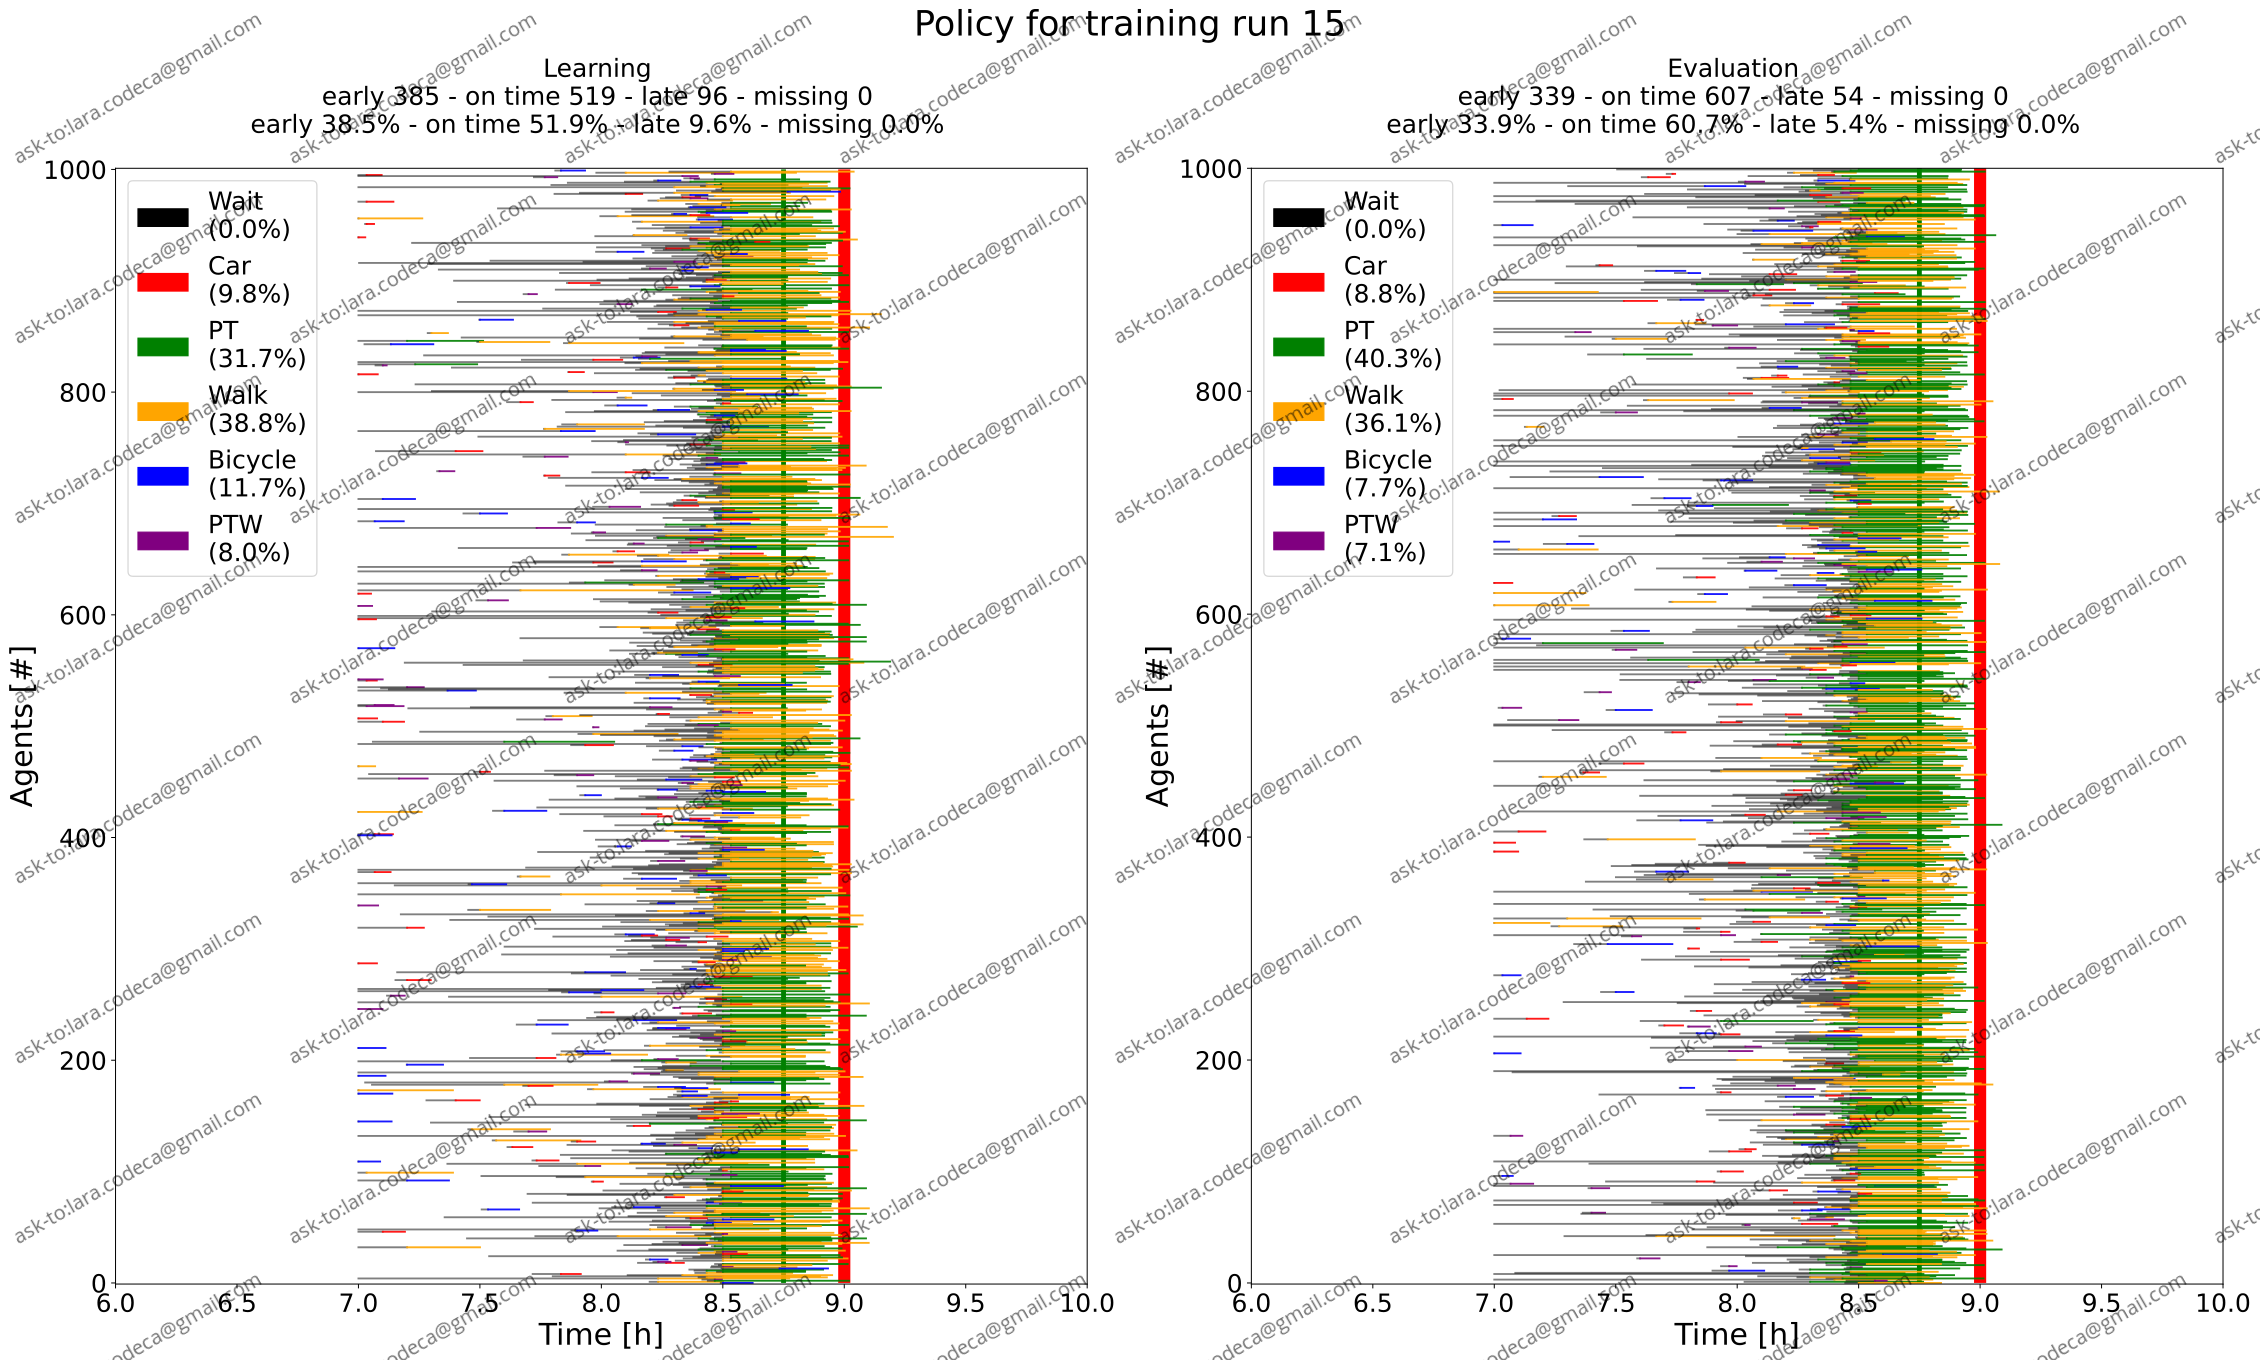 Policy for training run 15
Learning
early 385 - on time 519 - late 96 - missing 0
early 38.5% - on time 51.9% - late 9.6% - missing 0.0%
Agents [#]
1000
800
600
400
200
0
Wait
(0.0%)
Car
(9.8%)
PT
(31.7%)
Walk
(38.8%)
Bicycle
(11.7%)
PTW
(8.0%)
6.0 6.5 7.0 7.5 8.0 8.5 9.0 9.5 10.0
Time [h]
Evaluation
early 339 - on time 607 - late 54 - missing 0
early 33.9% - on time 60.7% - late 5.4% - missing 0.0%
Agents [#]
1000
800
600
400
200
0
Wait
(0.0%)
Car
(8.8%)
PT
(40.3%)
Walk
(36.1%)
Bicycle
(7.7%)
PTW
(7.1%)
6.0 6.5 7.0 7.5 8.0 8.5 9.0 9.5 10.0
Time [h]
ask-to:lara.codeca@gmail.com